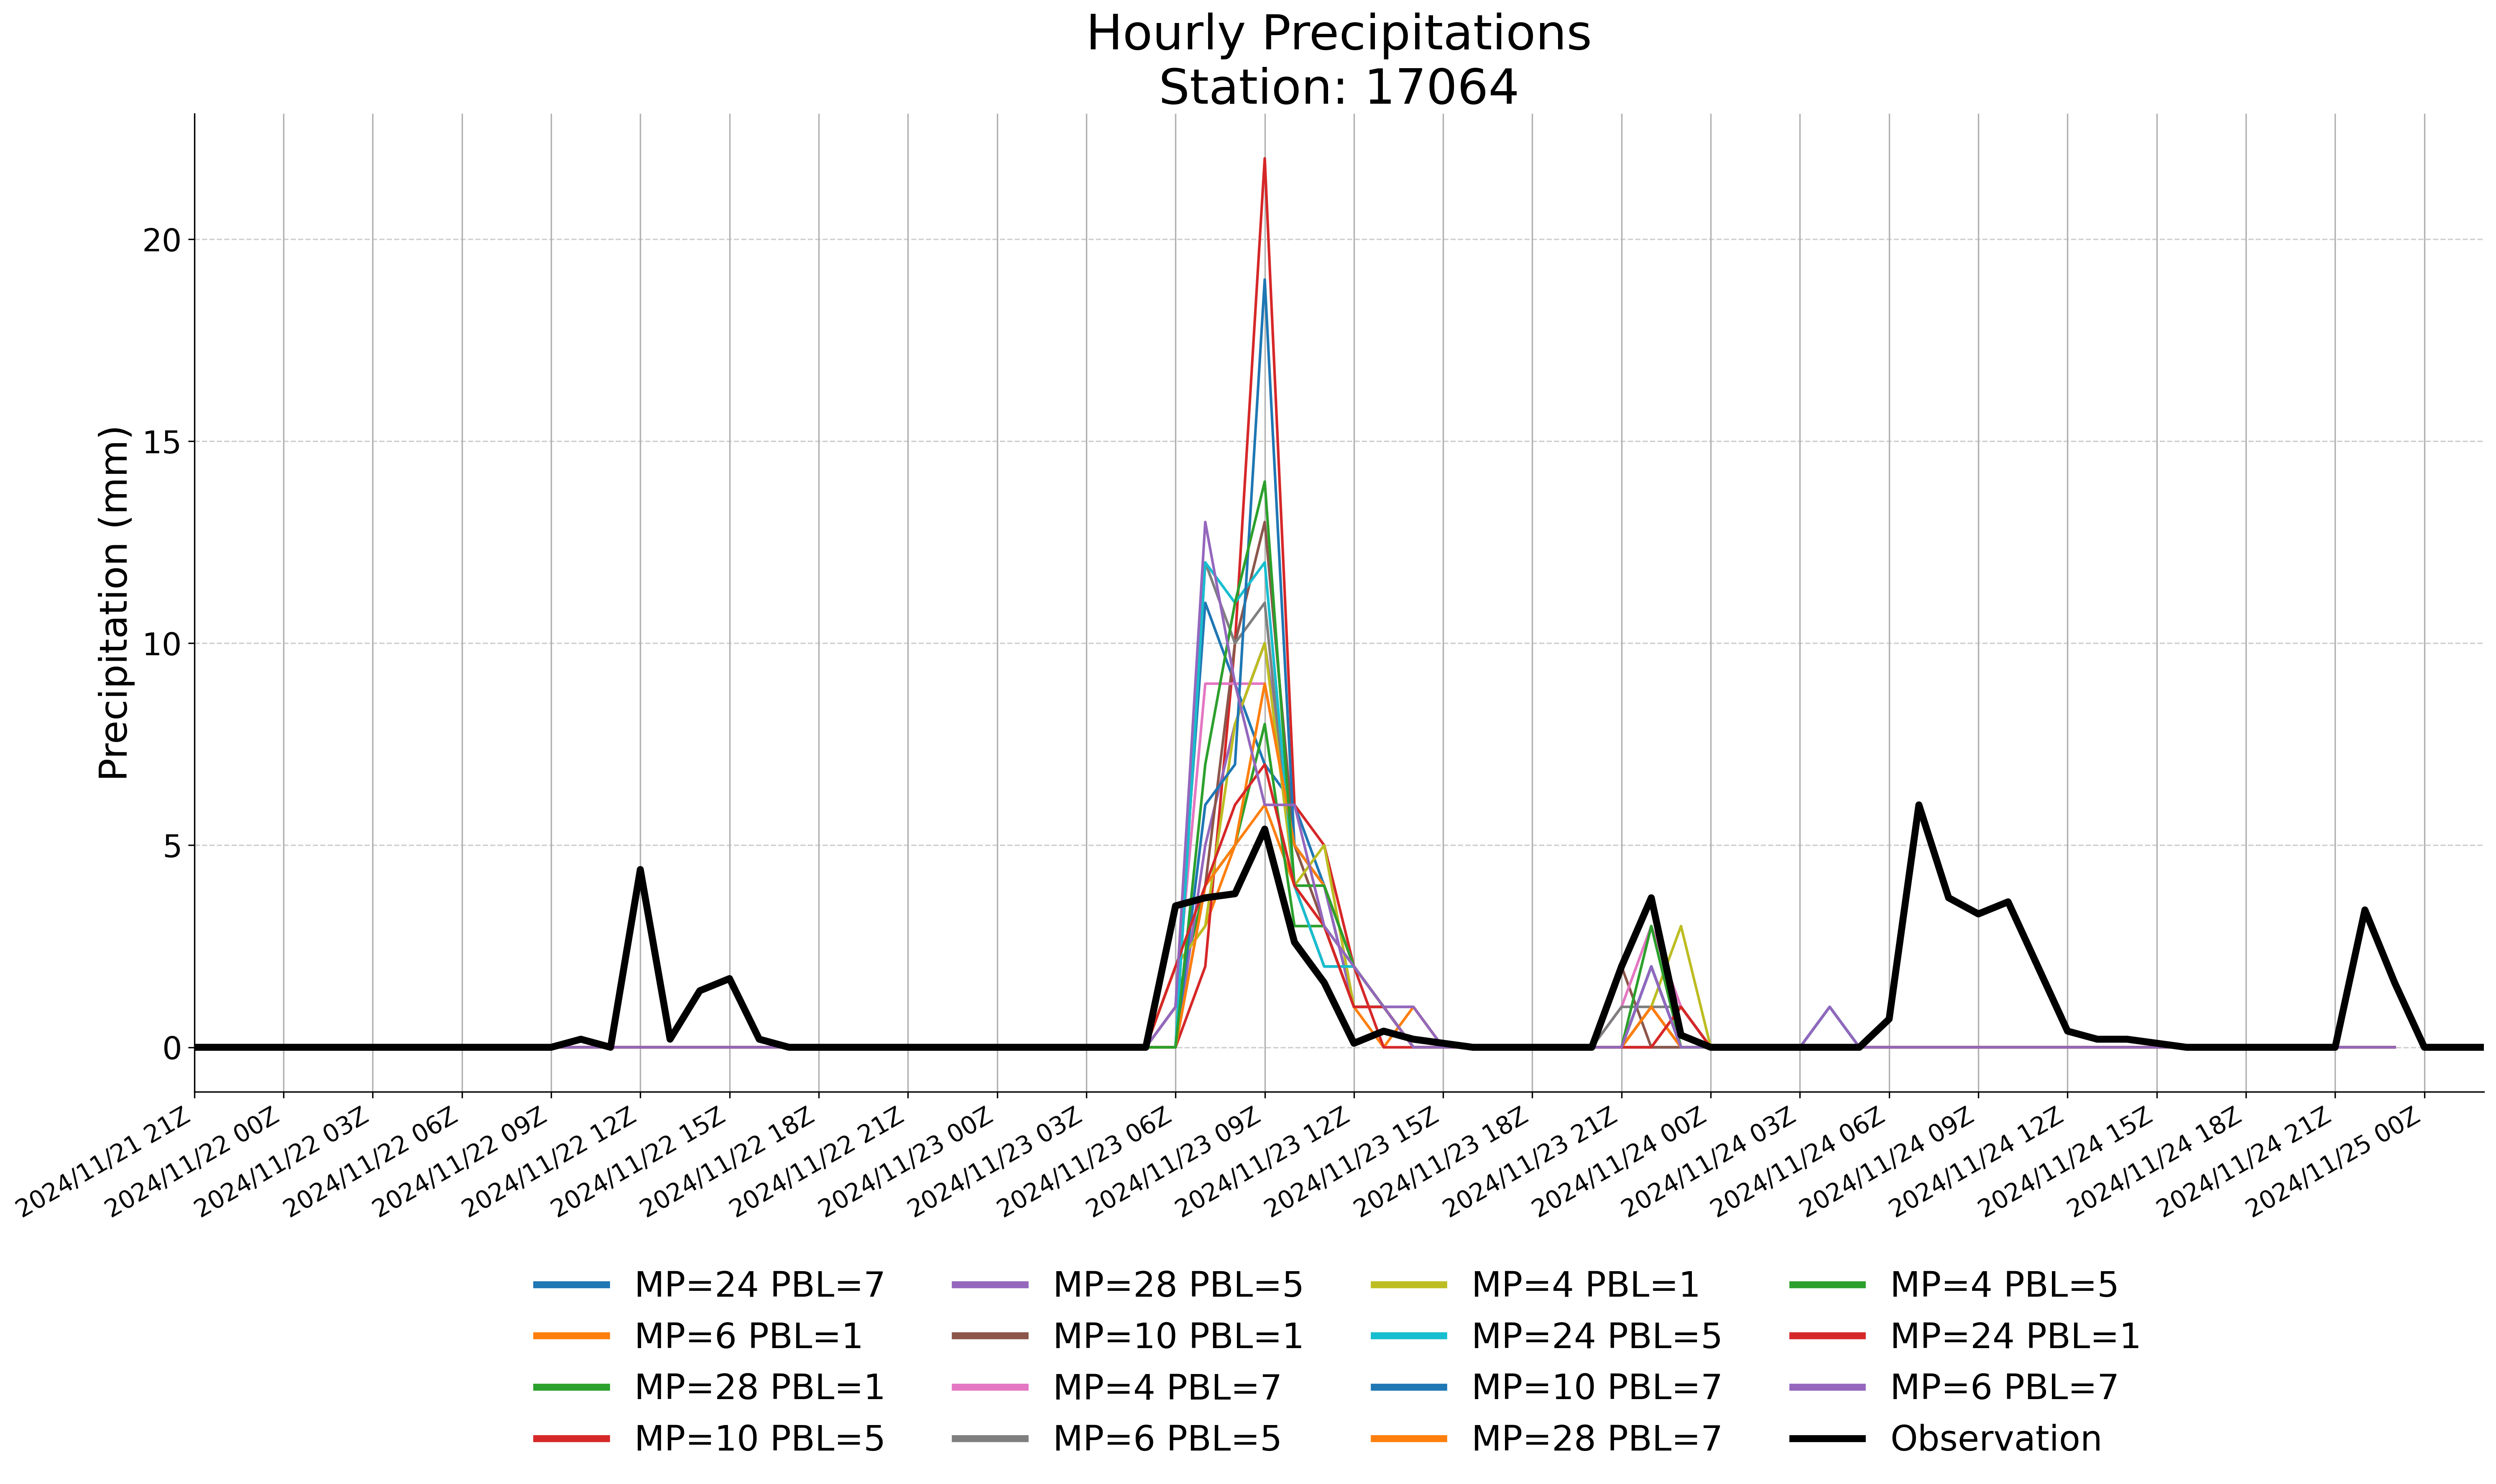 Hourly Precipitations
Station: 17064
Precipitation (mm)
20
15
10
5
0
2024/11/21 21Z
2024/11/22 00Z
2024/11/22 03Z
2024/11/22 06Z
2024/11/22 09Z
2024/11/22 12Z
2024/11/22 15Z
2024/11/22 18Z
2024/11/22 21Z
2024/11/23 00Z
2024/11/23 03Z
2024/11/23 06Z
2024/11/23 09Z
2024/11/23 12Z
2024/11/23 15Z
2024/11/23 18Z
2024/11/23 21Z
2024/11/24 00Z
2024/11/24 03Z
2024/11/24 06Z
2024/11/24 09Z
2024/11/24 12Z
2024/11/24 15Z
2024/11/24 18Z
2024/11/24 21Z
2024/11/25 00Z
MP=24 PBL=7
MP=6 PBL=1
MP=28 PBL=1
MP=10 PBL=5
MP=28 PBL=5
MP=10 PBL=1
MP=4 PBL=7
MP=6 PBL=5
MP=4 PBL=1
MP=24 PBL=5
MP=10 PBL=7
MP=28 PBL=7
MP=4 PBL=5
MP=24 PBL=1
MP=6 PBL=7
Observation